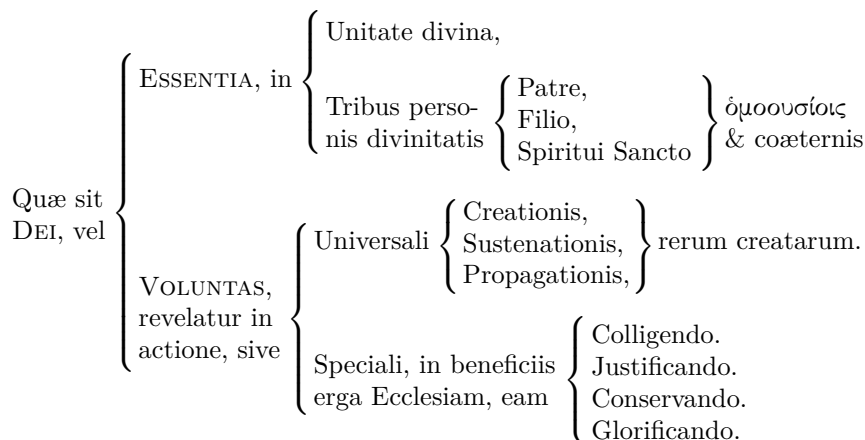 Quæ sit
DEI, vel
ESSENTIA, in
Unitate divina,
Tribus perso-
nis divinitatis
Patre,
Filio,
Spiritui Sancto
ὁμοουσίοις
& coæternis
VOLUNTAS,
revelatur in
actione, sive
Universali
Creationis,
Sustenationis,
Propagationis,
rerum creatarum.
Speciali, in beneficiis
erga Ecclesiam, eam
Colligendo.
Justificando.
Conservando.
Glorificando.